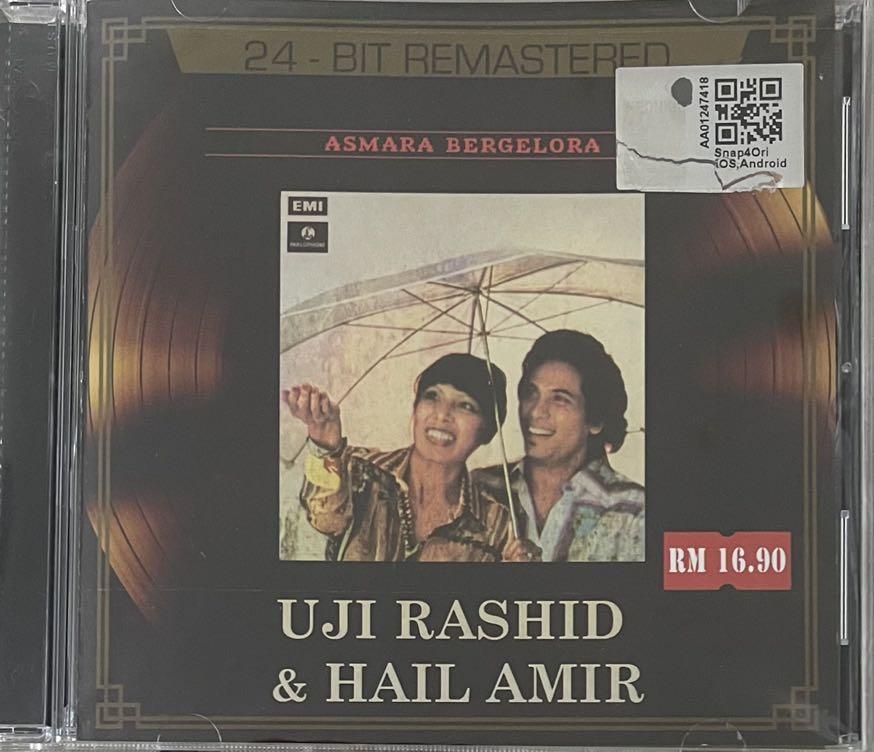 24 - BIT REMASTERED
ASMARA BERGELORA
AA01247418
Snap4Ori
iOS,Android
EMI
PARLOPHONE
RM 16.90
UJI RASHID
& HAIL AMIR